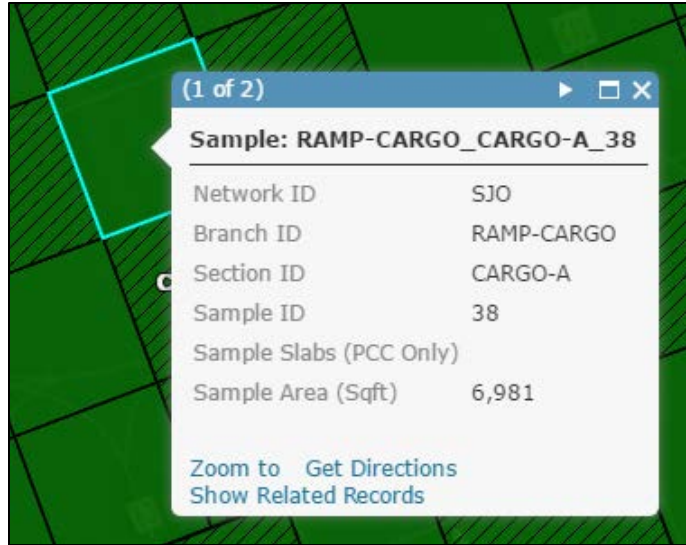 (1 of 2)
Sample: RAMP-CARGO_CARGO-A_38
Network ID SJO
Branch ID RAMP-CARGO
Section ID CARGO-A
Sample ID 38
Sample Slabs (PCC Only)
Sample Area (Sqft) 6,981
Zoom to Get Directions
Show Related Records